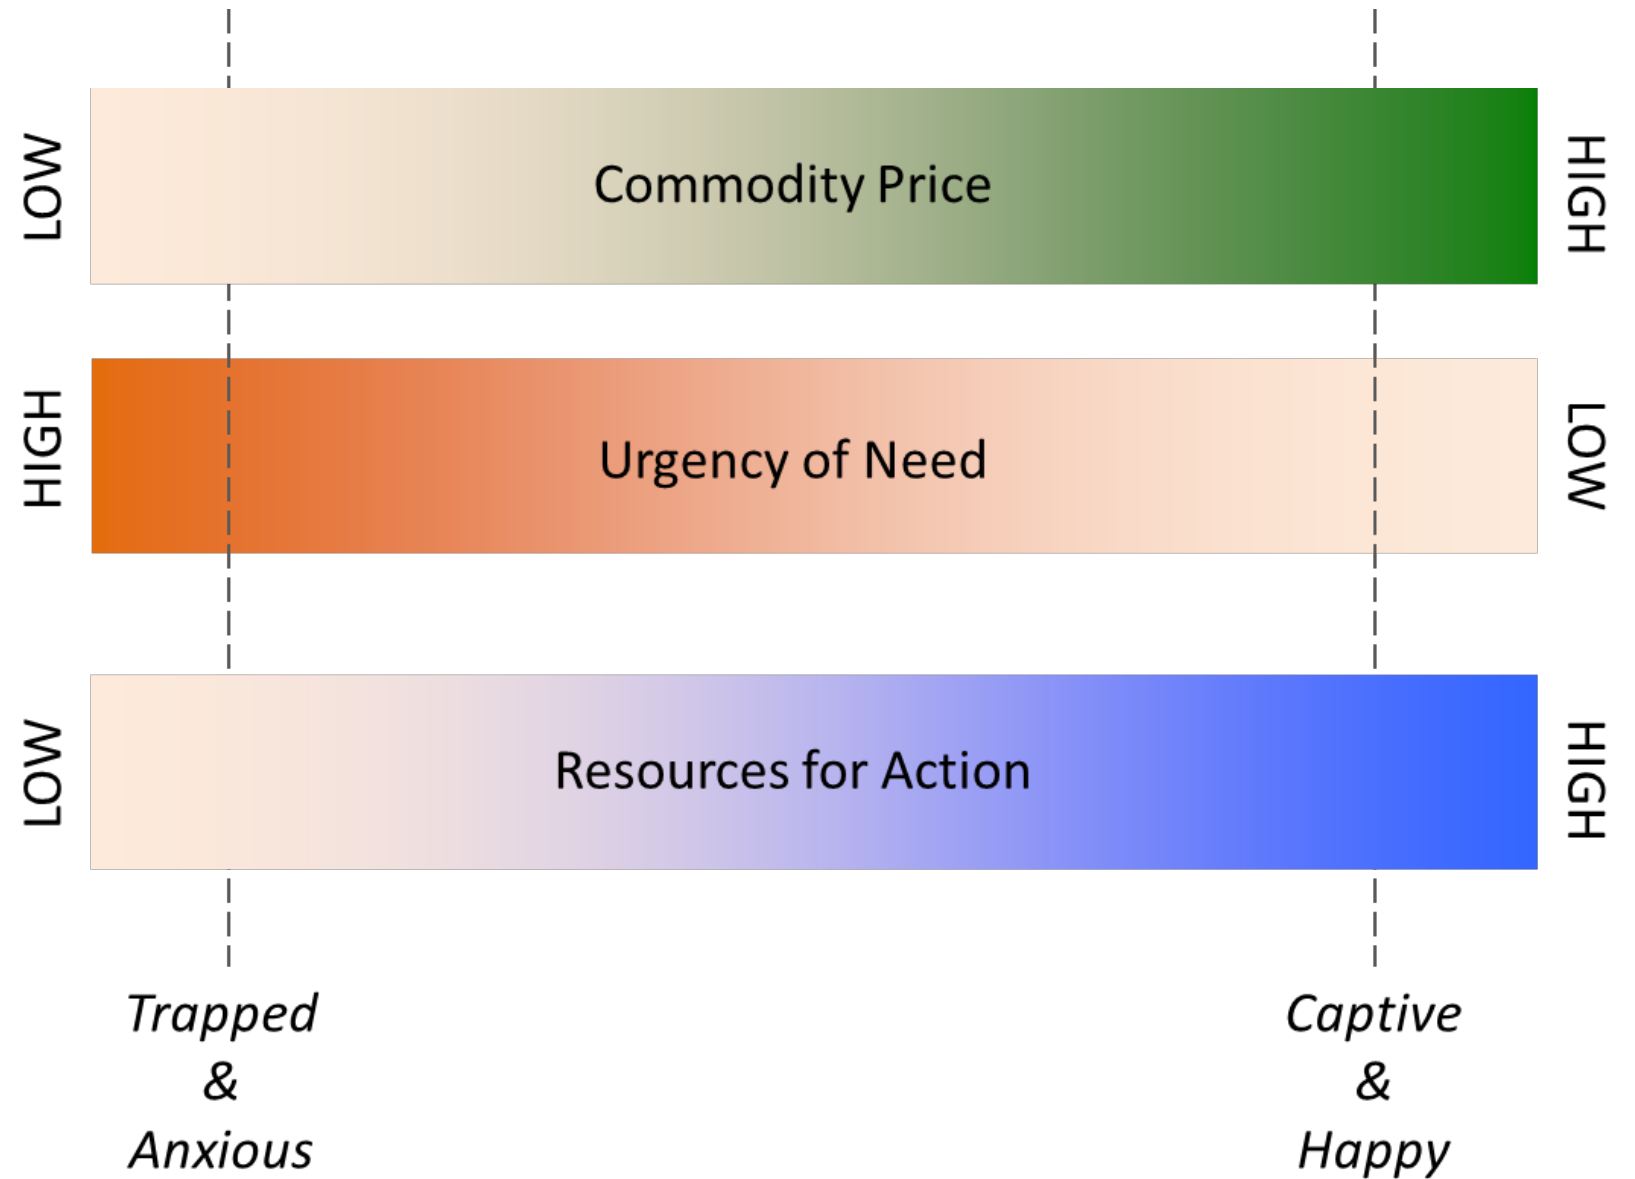 LOW
Commodity Price
HIGH
HIGH
Urgency of Need
LOW
LOW
Resources for Action
HIGH
Trapped
&
Anxious
Captive
&
Happy